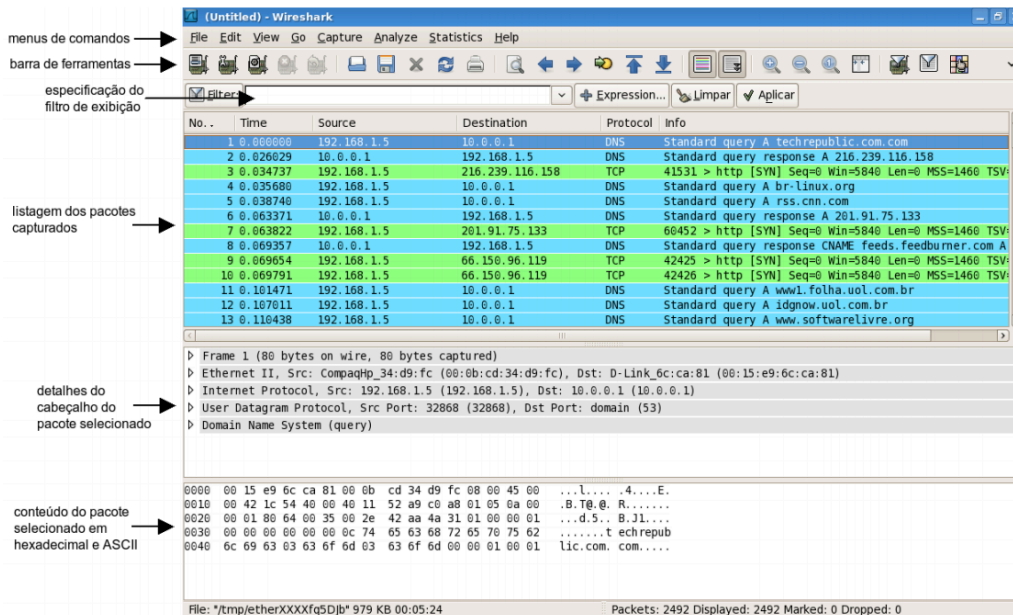 (Untitled) - Wireshark
menus de comandos
File Edit View Go Capture Analyze Statistics Help
barra de ferramentas
especificação do
filtro de exibição
Filter:
Expression...
Limpar
Aplicar
No. . Time Source Destination Protocol Info
1 0.000000 192.168.1.5 10.0.0.1 DNS Standard query A techrepublic.com.com
2 0.026029 10.0.0.1 192.168.1.5 DNS Standard query response A 216.239.116.158
3 0.034737 192.168.1.5 216.239.116.158 TCP 41531 > http [SYN] Seq=0 Win=5840 Len=0 MSS=1460 TSV=
4 0.035680 192.168.1.5 10.0.0.1 DNS Standard query A br-linux.org
5 0.038740 192.168.1.5 10.0.0.1 DNS Standard query A rss.cnn.com
6 0.063371 10.0.0.1 192.168.1.5 DNS Standard query response A 201.91.75.133
7 0.063822 192.168.1.5 201.91.75.133 TCP 60452 > http [SYN] Seq=0 Win=5840 Len=0 MSS=1460 TSV=
8 0.069357 10.0.0.1 192.168.1.5 DNS Standard query response CNAME feeds.feedburner.com A
9 0.069654 192.168.1.5 66.150.96.119 TCP 42425 > http [SYN] Seq=0 Win=5840 Len=0 MSS=1460 TSV=
10 0.069791 192.168.1.5 66.150.96.119 TCP 42426 > http [SYN] Seq=0 Win=5840 Len=0 MSS=1460 TSV=
11 0.101471 192.168.1.5 10.0.0.1 DNS Standard query A www1.folha.uol.com.br
12 0.107011 192.168.1.5 10.0.0.1 DNS Standard query A idgnow.uol.com.br
13 0.110438 192.168.1.5 10.0.0.1 DNS Standard query A www.softwarelivre.org
listagem dos pacotes
capturados
Frame 1 (80 bytes on wire, 80 bytes captured)
Ethernet II, Src: CompaqHp_34:d9:fc (00:0b:cd:34:d9:fc), Dst: D-Link_6c:ca:81 (00:15:e9:6c:ca:81)
Internet Protocol, Src: 192.168.1.5 (192.168.1.5), Dst: 10.0.0.1 (10.0.0.1)
User Datagram Protocol, Src Port: 32868 (32868), Dst Port: domain (53)
Domain Name System (query)
detalhes do
cabeçalho do
pacote selecionado
0000 00 15 e9 6c ca 81 00 0b cd 34 d9 fc 08 00 45 00 ...l.... .4....E.
0010 00 42 1c 54 40 00 40 11 52 a9 c0 a8 01 05 0a 00 .B.T@.@. R.......
0020 00 01 80 64 00 35 00 2e 42 aa 4a 31 01 00 00 01 ...d.5.. B.J1....
0030 00 00 00 00 00 00 0c 74 65 63 68 72 65 70 75 62 .......t echrepub
0040 6c 69 63 03 63 6f 6d 03 63 6f 6d 00 00 01 00 01 lic.com. com.....
conteúdo do pacote
selecionado em
hexadecimal e ASCII
File: "/tmp/etherXXXXfq5DJb" 979 KB 00:05:24
Packets: 2492 Displayed: 2492 Marked: 0 Dropped: 0